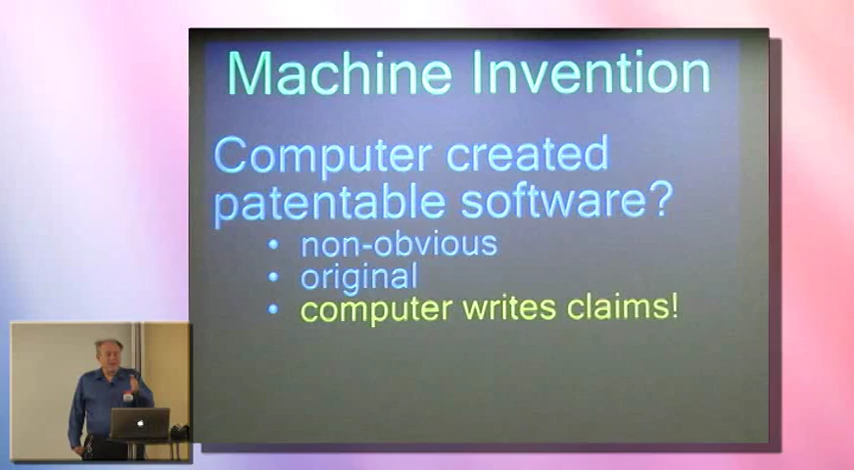 Machine Invention
Computer created
patentable software?
• non-obvious
• original
• computer writes claims!